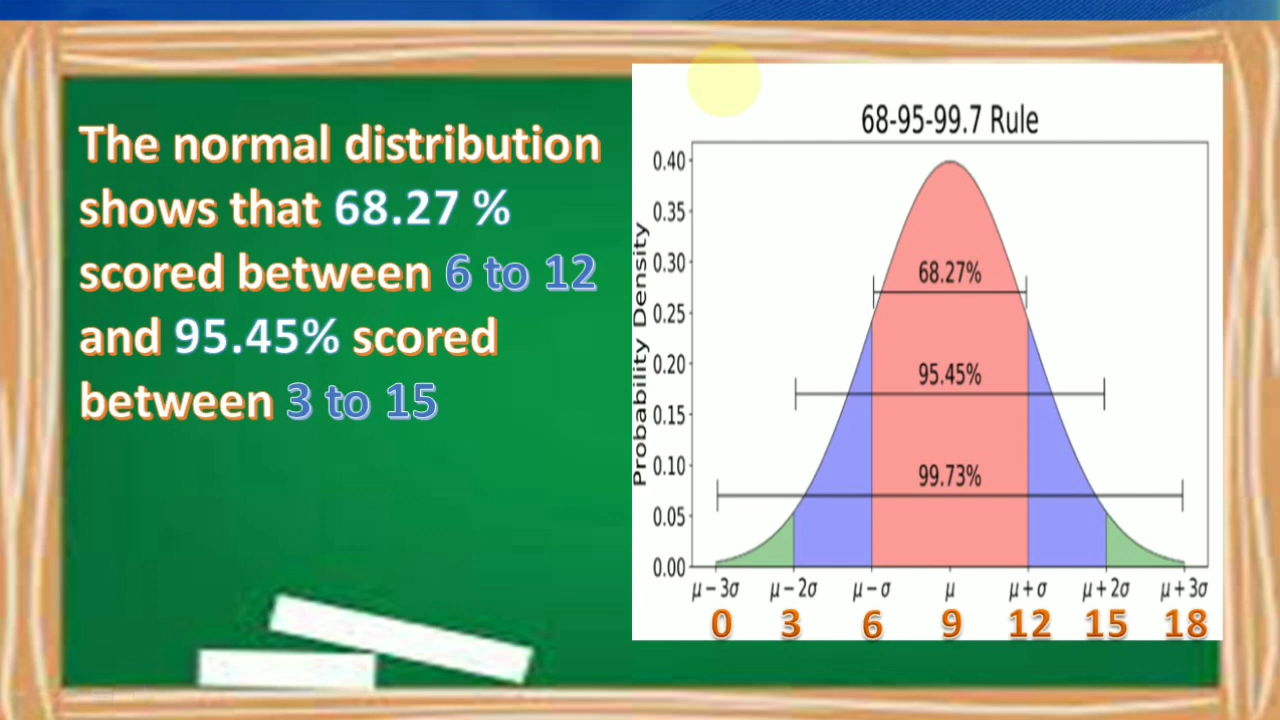 The normal distribution
shows that 68.27 %
scored between 6 to 12
and 95.45% scored
between 3 to 15
68-95-99.7 Rule
Probability Density
0.40
0.35
0.30
0.25
0.20
0.15
0.10
0.05
0.00
68.27%
95.45%
99.73%
μ − 3σ μ − 2σ μ − σ μ μ + σ μ + 2σ μ + 3σ
0 3 6 9 12 15 18